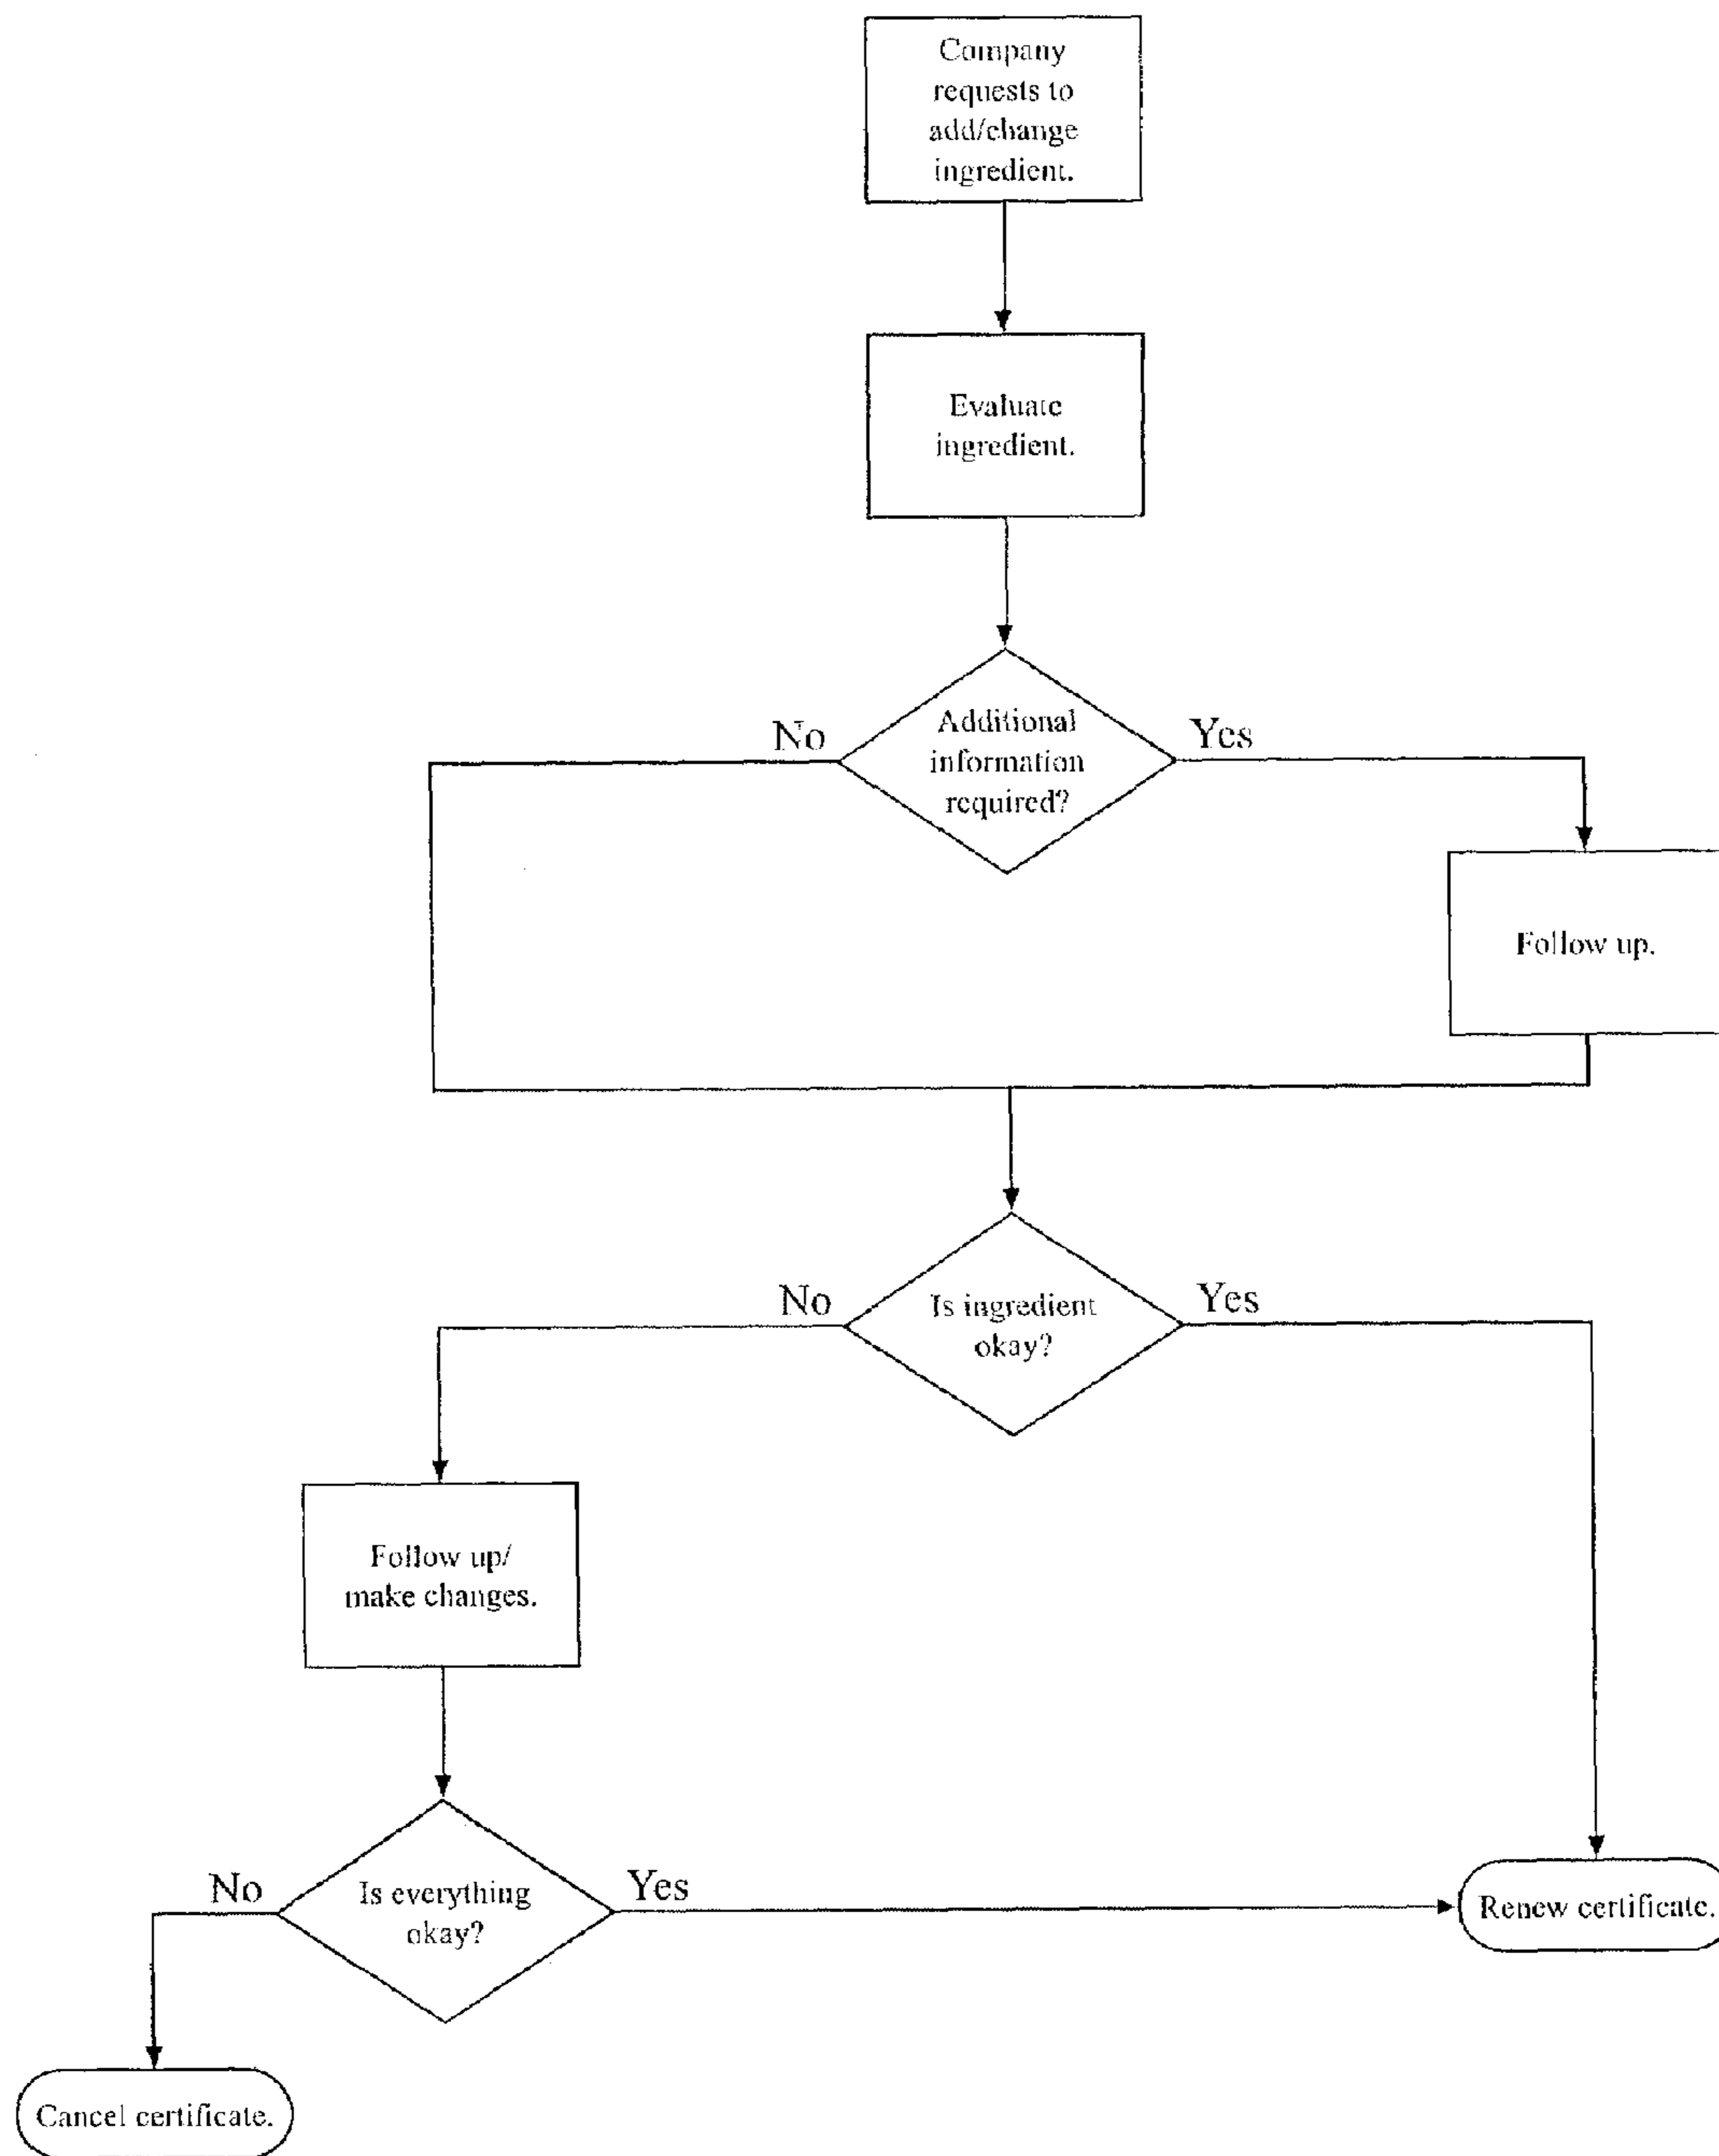 Company
requests to
add/change
ingredient.
Evaluate
ingredient.
No
Additional
information
required?
Yes
Follow up.
No
Is ingredient
okay?
Yes
Follow up/
make changes.
No
Is everything
okay?
Yes
Renew certificate.
Cancel certificate.